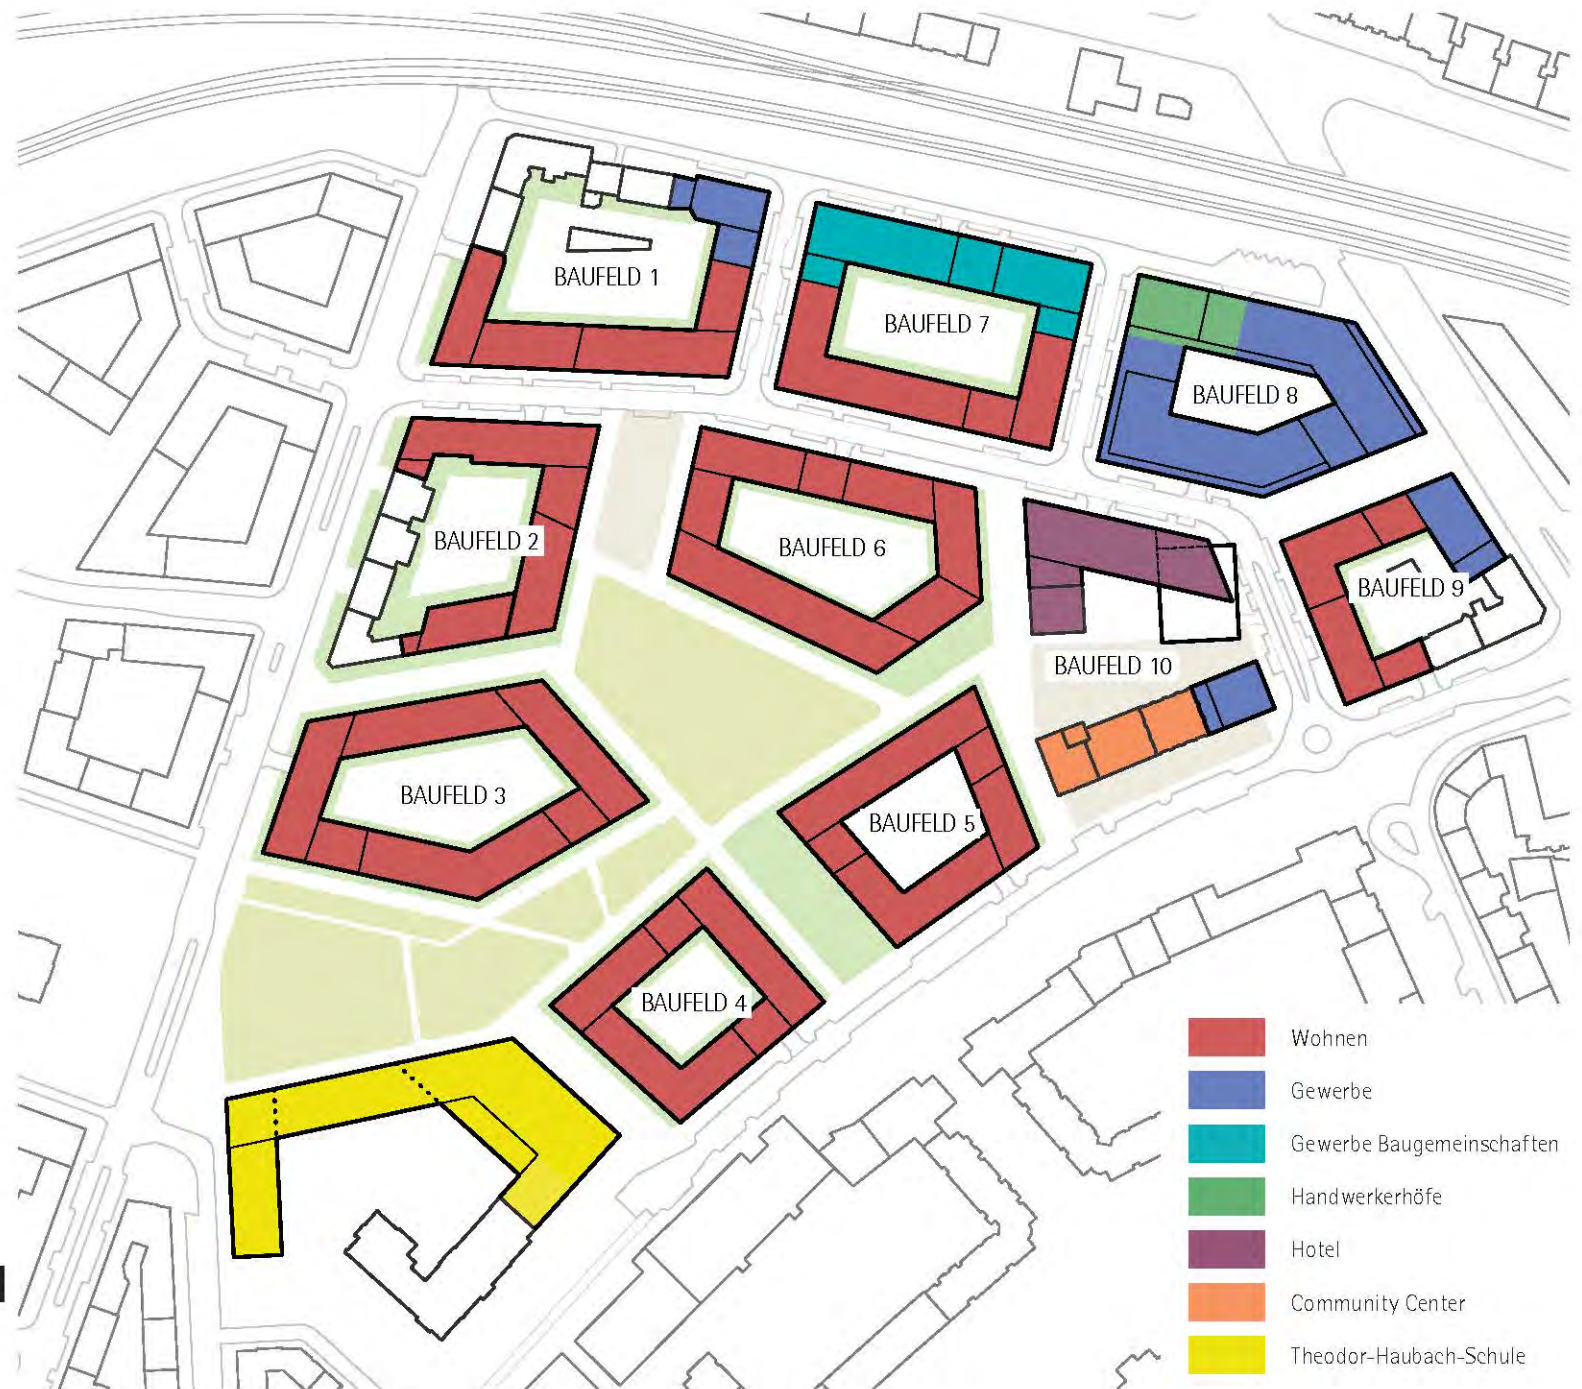 BAUFELD 1
BAUFELD 7
BAUFELD 8
BAUFELD 2
BAUFELD 6
BAUFELD 9
BAUFELD 10
BAUFELD 3
BAUFELD 5
BAUFELD 4
Wohnen
Gewerbe
Gewerbe Baugemeinschaften
Handwerkerhöfe
Hotel
Community Center
Theodor-Haubach-Schule